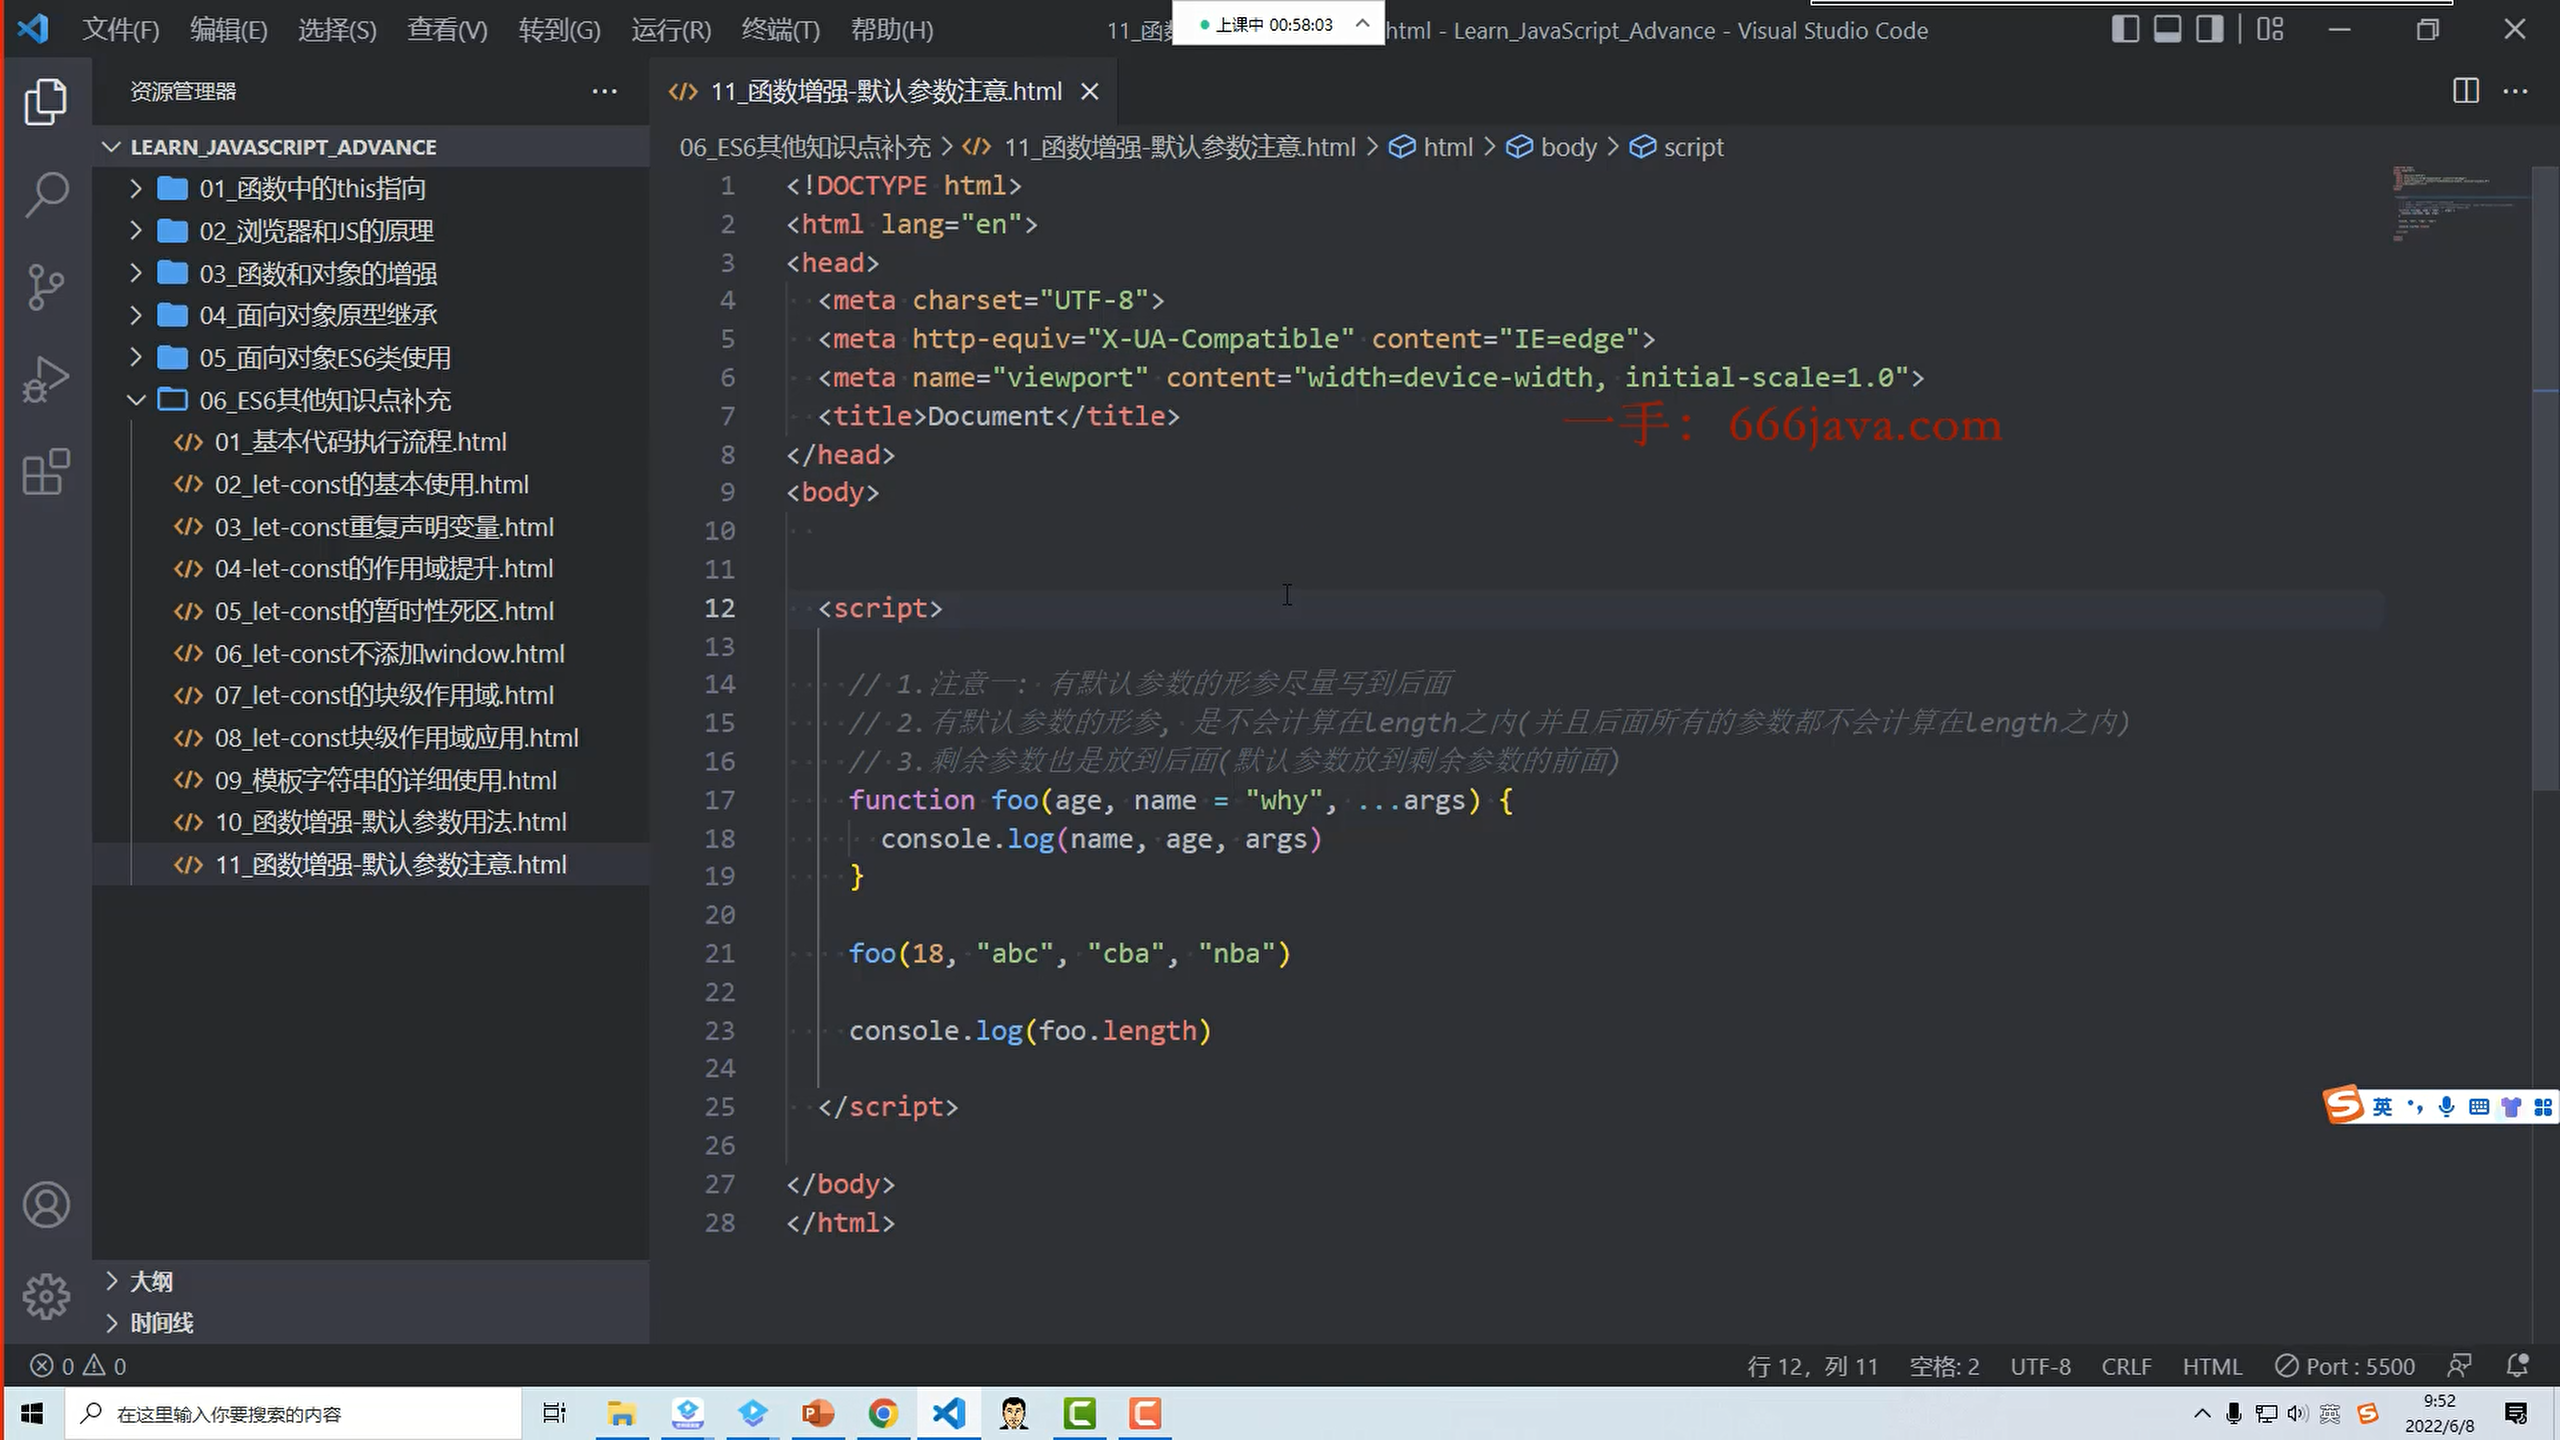 文件(F) 编辑(E) 选择(S) 查看(V) 转到(G) 运行(R) 终端(T) 帮助(H)
11_函
上课中 00:58:03
html - Learn_JavaScript_Advance - Visual Studio Code
资源管理器
LEARN_JAVASCRIPT_ADVANCE
01_函数中的this指向
02_浏览器和JS的原理
03_函数和对象的增强
04_面向对象原型继承
05_面向对象ES6类使用
06_ES6其他知识点补充
01_基本代码执行流程.html
02_let-const的基本使用.html
03_let-const重复声明变量.html
04-let-const的作用域提升.html
05_let-const的暂时性死区.html
06_let-const不添加window.html
07_let-const的块级作用域.html
08_let-const块级作用域应用.html
09_模板字符串的详细使用.html
10_函数增强-默认参数用法.html
11_函数增强-默认参数注意.html
大纲
时间线
11_函数增强-默认参数注意.html
06_ES6其他知识点补充 > 11_函数增强-默认参数注意.html > html > body > script
1 <!DOCTYPE html>
2 <html lang="en">
3 <head>
4 <meta charset="UTF-8">
5 <meta http-equiv="X-UA-Compatible" content="IE=edge">
6 <meta name="viewport" content="width=device-width, initial-scale=1.0">
7 <title>Document</title>
一手：666java.com
8 </head>
9 <body>
10
11
12 <script>
13
14 // 1.注意一: 有默认参数的形参尽量写到后面
15 // 2.有默认参数的形参, 是不会计算在length之内(并且后面所有的参数都不会计算在length之内)
16 // 3.剩余参数也是放到后面(默认参数放到剩余参数的前面)
17 function foo(age, name = "why", ...args) {
18 console.log(name, age, args)
19 }
20
21 foo(18, "abc", "cba", "nba")
22
23 console.log(foo.length)
24
25 </script>
26
27 </body>
28 </html>
英
0 0
行 12，列 11 空格: 2 UTF-8 CRLF HTML Port : 5500
在这里输入你要搜索的内容
英
9:52
2022/6/8